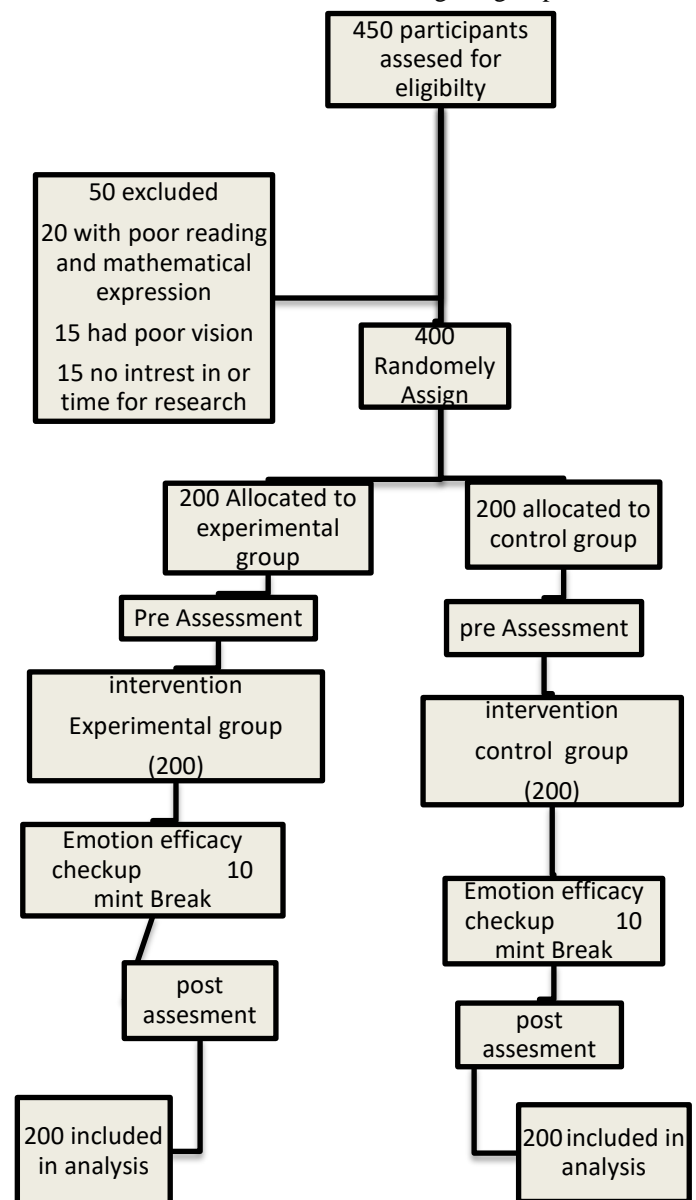 450 participants
assesed for
eligibilty
50 excluded
20 with poor reading
and mathematical
expression
15 had poor vision
15 no intrest in or
time for research
400
Randomely
Assign
200 Allocated to
experimental
group
200 allocated to
control group
Pre Assessment
pre Assessment
intervention
Experimental group
(200)
intervention
control group
(200)
Emotion efficacy
checkup 10
mint Break
Emotion efficacy
checkup 10
mint Break
post
assesment
post
assesment
200 included
in analysis
200 included in
analysis